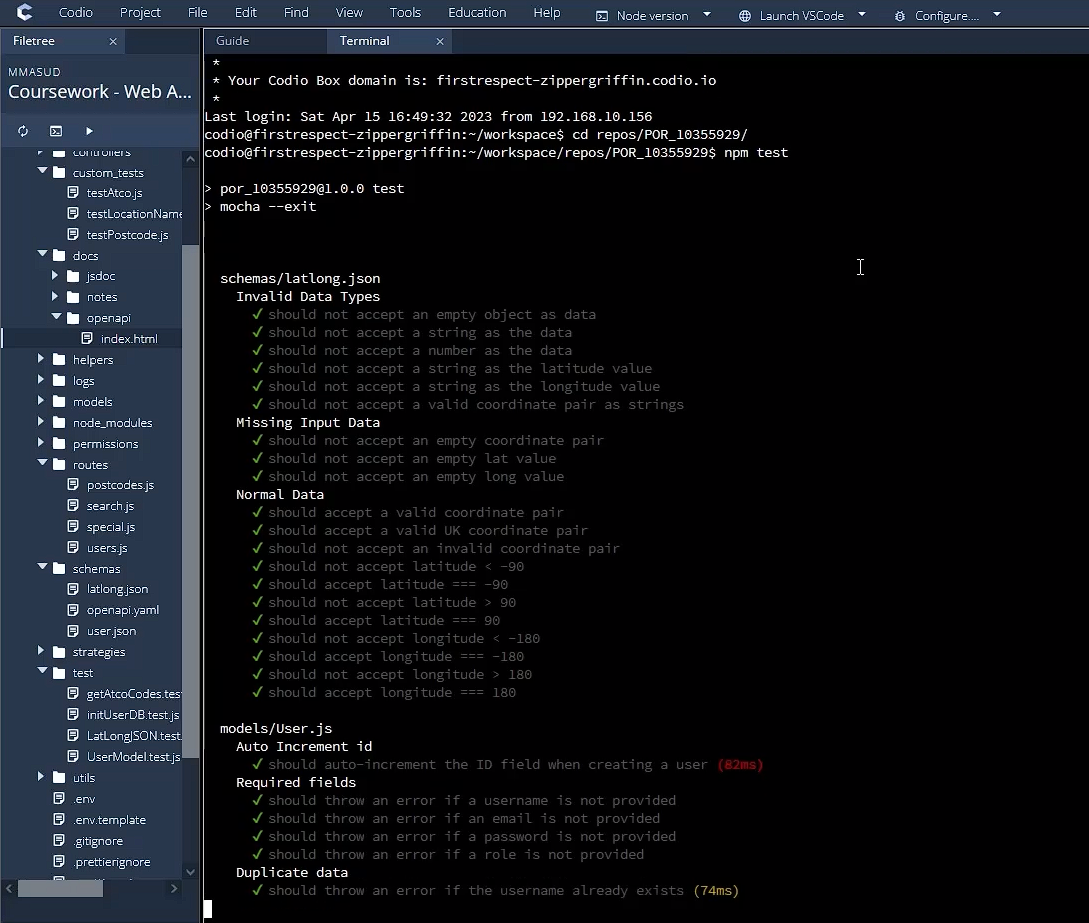 Codio Project File Edit Find View Tools Education Help Node version Launch VSCode Configure....
Filetree ×
MMASUD
Coursework - Web A...
controllers
custom_tests
testAtco.js
testLocationName
testPostcode.js
docs
jsdoc
notes
openapi
index.html
helpers
logs
models
node_modules
permissions
routes
postcodes.js
search.js
special.js
users.js
schemas
latlong.json
openapi.yaml
user.json
strategies
test
getAtcoCodes.tes
initUserDB.test.js
LatLongJSON.test
UserModel.test.js
utils
.env
.env.template
.gitignore
.prettierignore
Guide Terminal ×
*
* Your Codio Box domain is: firstrespect-zippergriffin.codio.io
*
Last login: Sat Apr 15 16:49:32 2023 from 192.168.10.156
codio@firstrespect-zippergriffin:~/workspace$ cd repos/POR_10355929/
codio@firstrespect-zippergriffin:~/workspace/repos/POR_10355929$ npm test
> por_10355929@1.0.0 test
> mocha --exit
schemas/latlong.json
Invalid Data Types
✓ should not accept an empty object as data
✓ should not accept a string as the data
✓ should not accept a number as the data
✓ should not accept a string as the latitude value
✓ should not accept a string as the longitude value
✓ should not accept a valid coordinate pair as strings
Missing Input Data
✓ should not accept an empty coordinate pair
✓ should not accept an empty lat value
✓ should not accept an empty long value
Normal Data
✓ should accept a valid coordinate pair
✓ should accept a valid UK coordinate pair
✓ should not accept an invalid coordinate pair
✓ should not accept latitude < -90
✓ should accept latitude === -90
✓ should not accept latitude > 90
✓ should accept latitude === 90
✓ should not accept longitude < -180
✓ should accept longitude === -180
✓ should not accept longitude > 180
✓ should accept longitude === 180
models/User.js
Auto Increment id
✓ should auto-increment the ID field when creating a user (82ms)
Required fields
✓ should throw an error if a username is not provided
✓ should throw an error if an email is not provided
✓ should throw an error if a password is not provided
✓ should throw an error if a role is not provided
Duplicate data
✓ should throw an error if the username already exists (74ms)